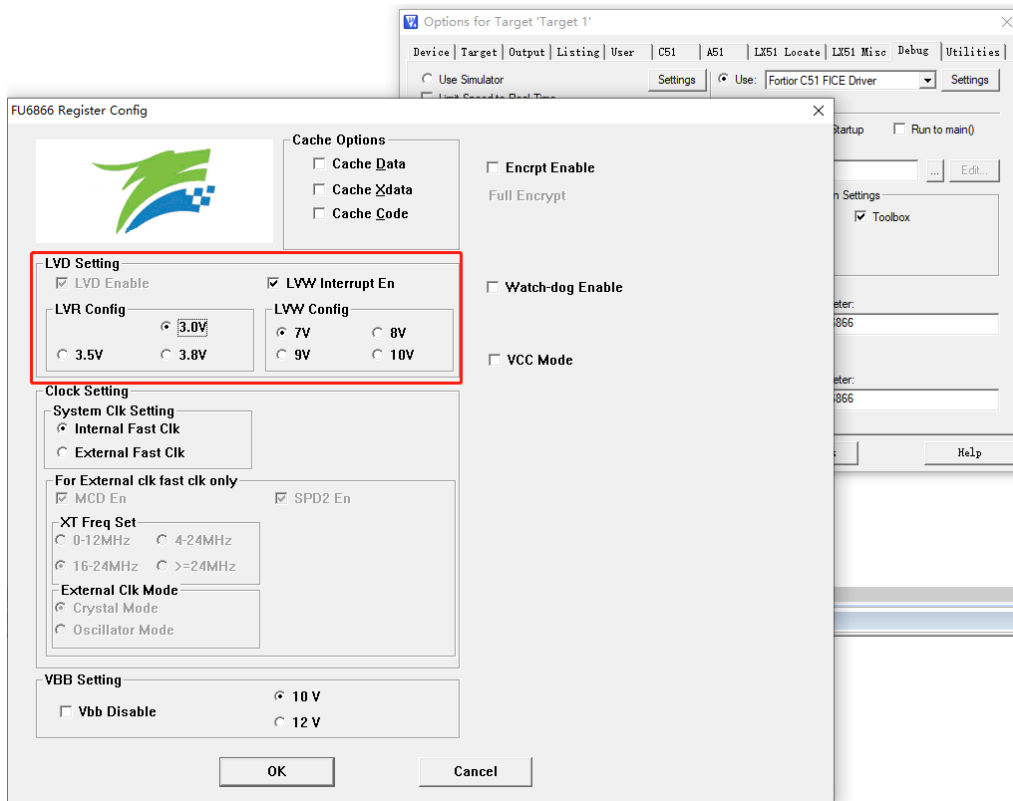 Options for Target 'Target 1'
Device Target Output Listing User C51 A51 LX51 Locate LX51 Misc Debug Utilities
Use Simulator Settings Use: Fortior C51 FICE Driver Settings
Limit Speed to Real-Time
FU6866 Register Config
Startup Run to main()
... Edit...
n Settings
Toolbox
eter:
6866
eter:
6866
Help
Cache Options
Cache Data
Cache Xdata
Cache Code
Encrpt Enable
Full Encrypt
LVD Setting
LVD Enable LVW Interrupt En
LVR Config
3.0V
3.5V 3.8V
LVW Config
7V 8V
9V 10V
Watch-dog Enable
VCC Mode
Clock Setting
System Clk Setting
Internal Fast Clk
External Fast Clk
For External clk fast clk only
MCD En SPD2 En
XT Freq Set
0-12MHz 4-24MHz
16-24MHz >=24MHz
External Clk Mode
Crystal Mode
Oscillator Mode
VBB Setting
Vbb Disable
10 V
12 V
OK Cancel